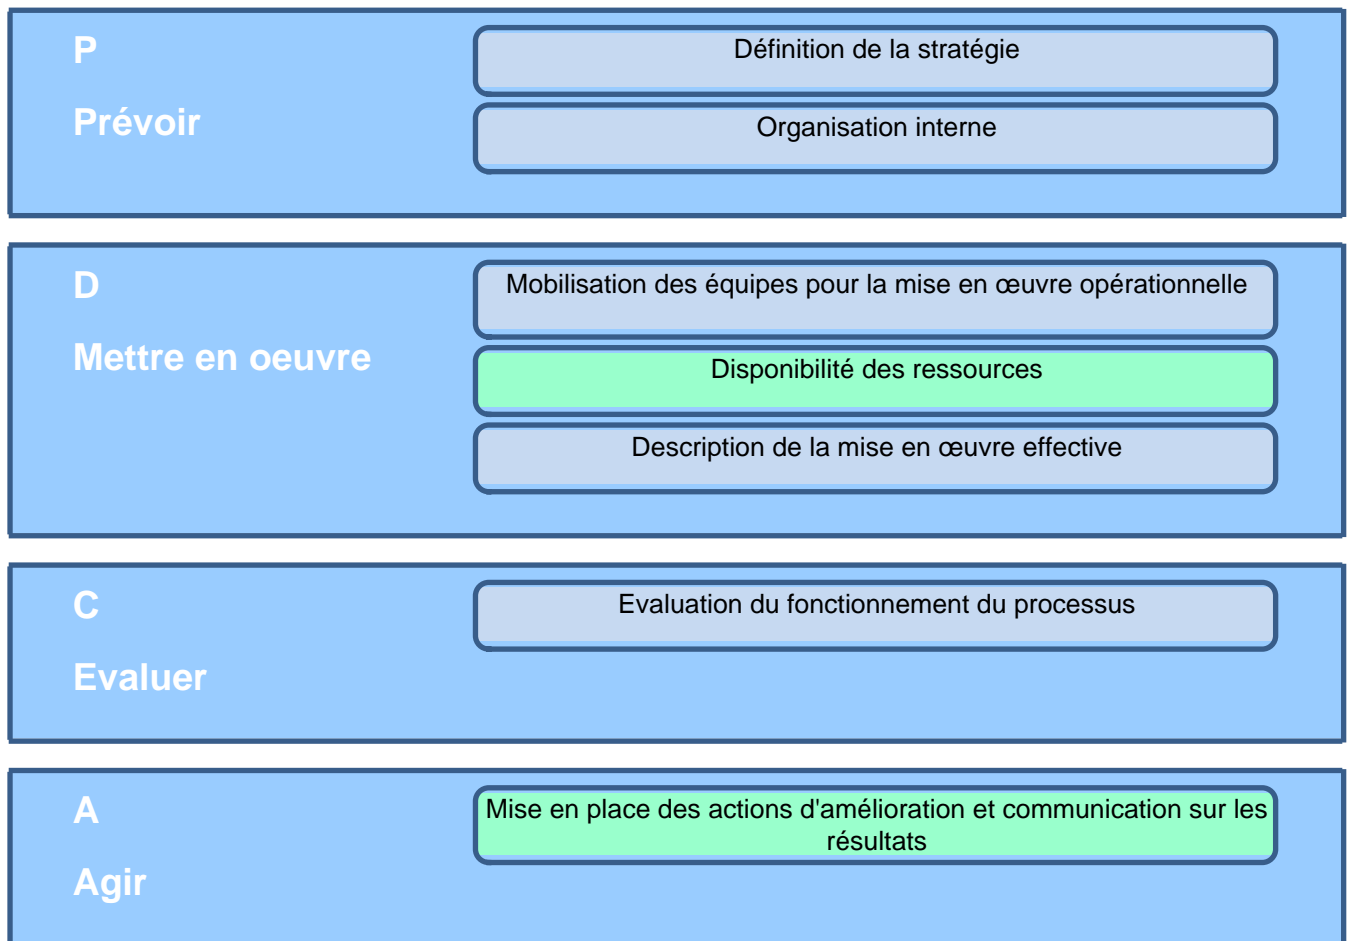 P
Définition de la stratégie
Prévoir
Organisation interne
D
Mobilisation des équipes pour la mise en œuvre opérationnelle
Mettre en oeuvre
Disponibilité des ressources
Description de la mise en œuvre effective
C
Evaluation du fonctionnement du processus
Evaluer
A
Mise en place des actions d'amélioration et communication sur les
résultats
Agir